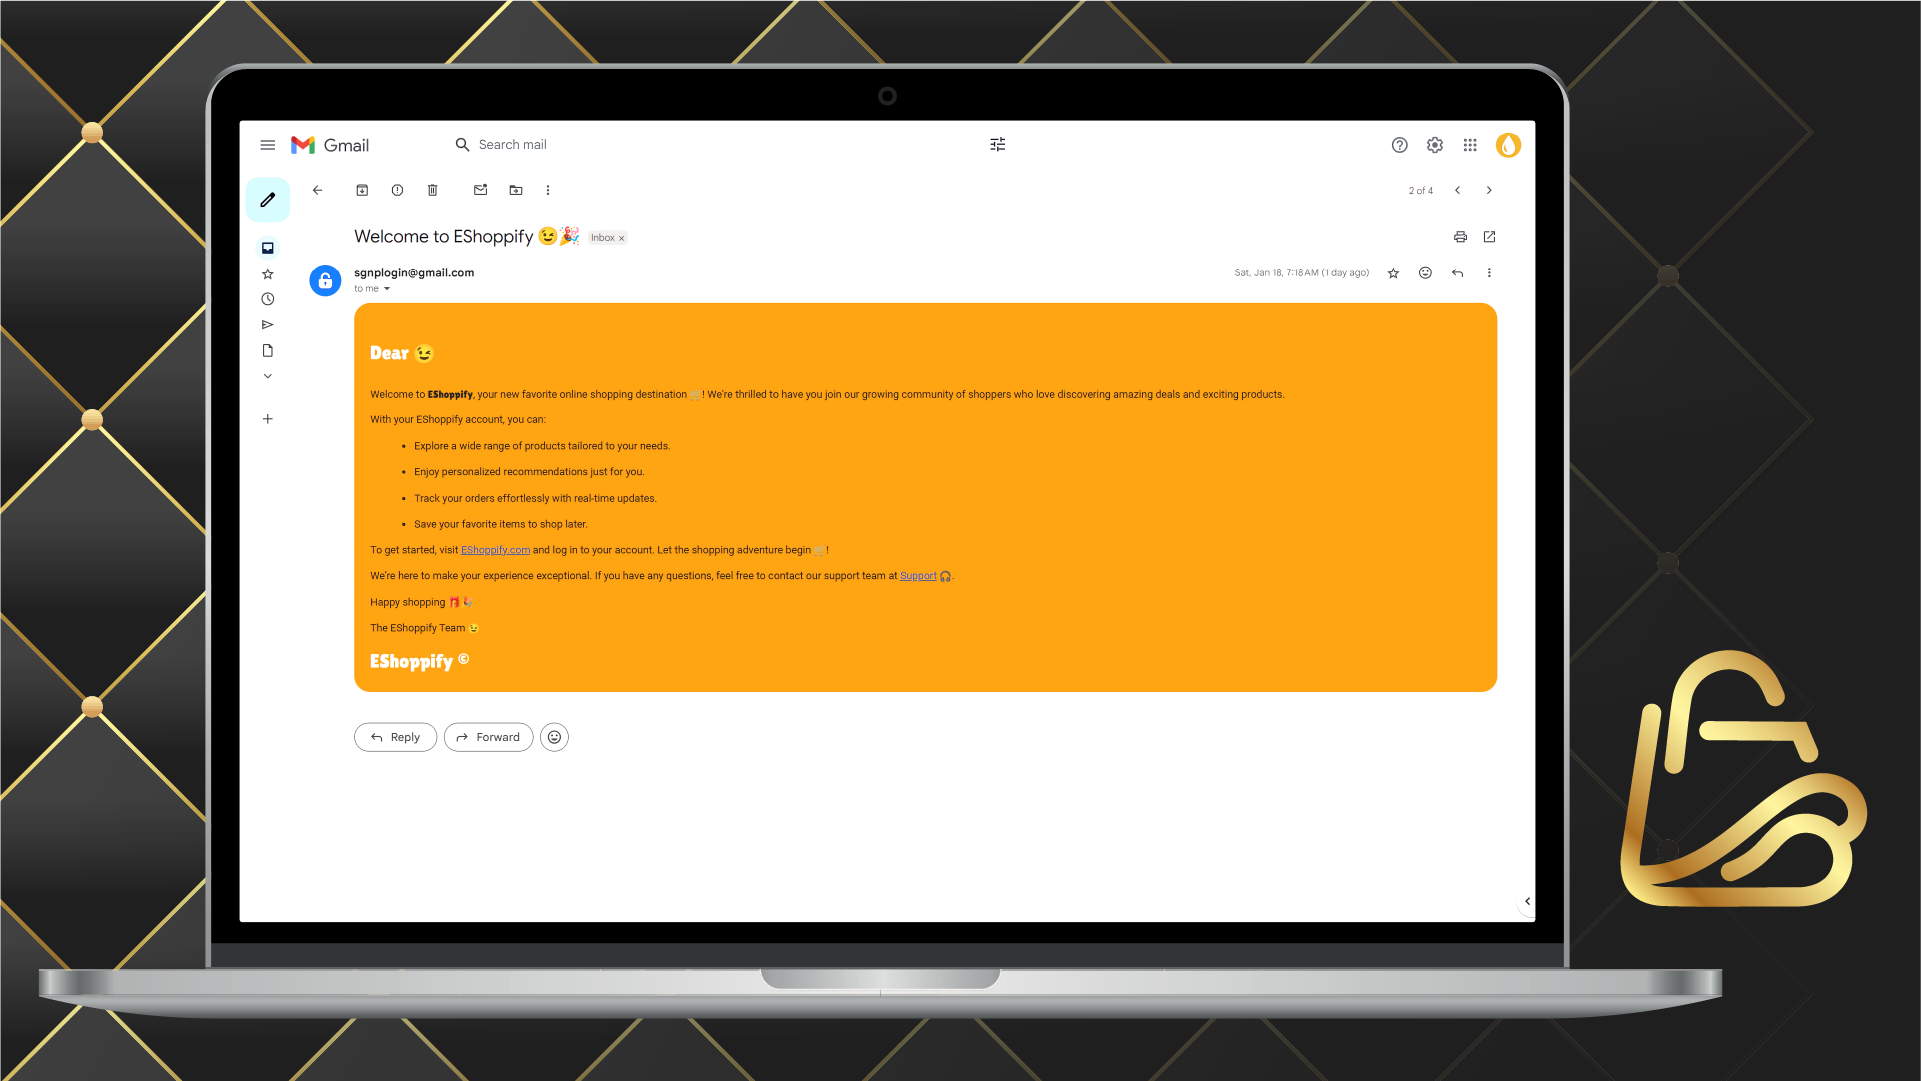 Gmail
Search mail
2 of 4
Welcome to EShoppify 😉🎉 Inbox x
sgnplogin@gmail.com
Sat, Jan 18, 7:18 AM (1 day ago)
to me
Dear 😉
Welcome to EShoppify, your new favorite online shopping destination 🛒! We're thrilled to have you join our growing community of shoppers who love discovering amazing deals and exciting products.
With your EShoppify account, you can:
• Explore a wide range of products tailored to your needs.
• Enjoy personalized recommendations just for you.
• Track your orders effortlessly with real-time updates.
• Save your favorite items to shop later.
To get started, visit EShoppify.com and log in to your account. Let the shopping adventure begin 🛒!
We're here to make your experience exceptional. If you have any questions, feel free to contact our support team at Support 🎧.
Happy shopping 🎁🎉
The EShoppify Team 😉
EShoppify ©
Reply
Forward